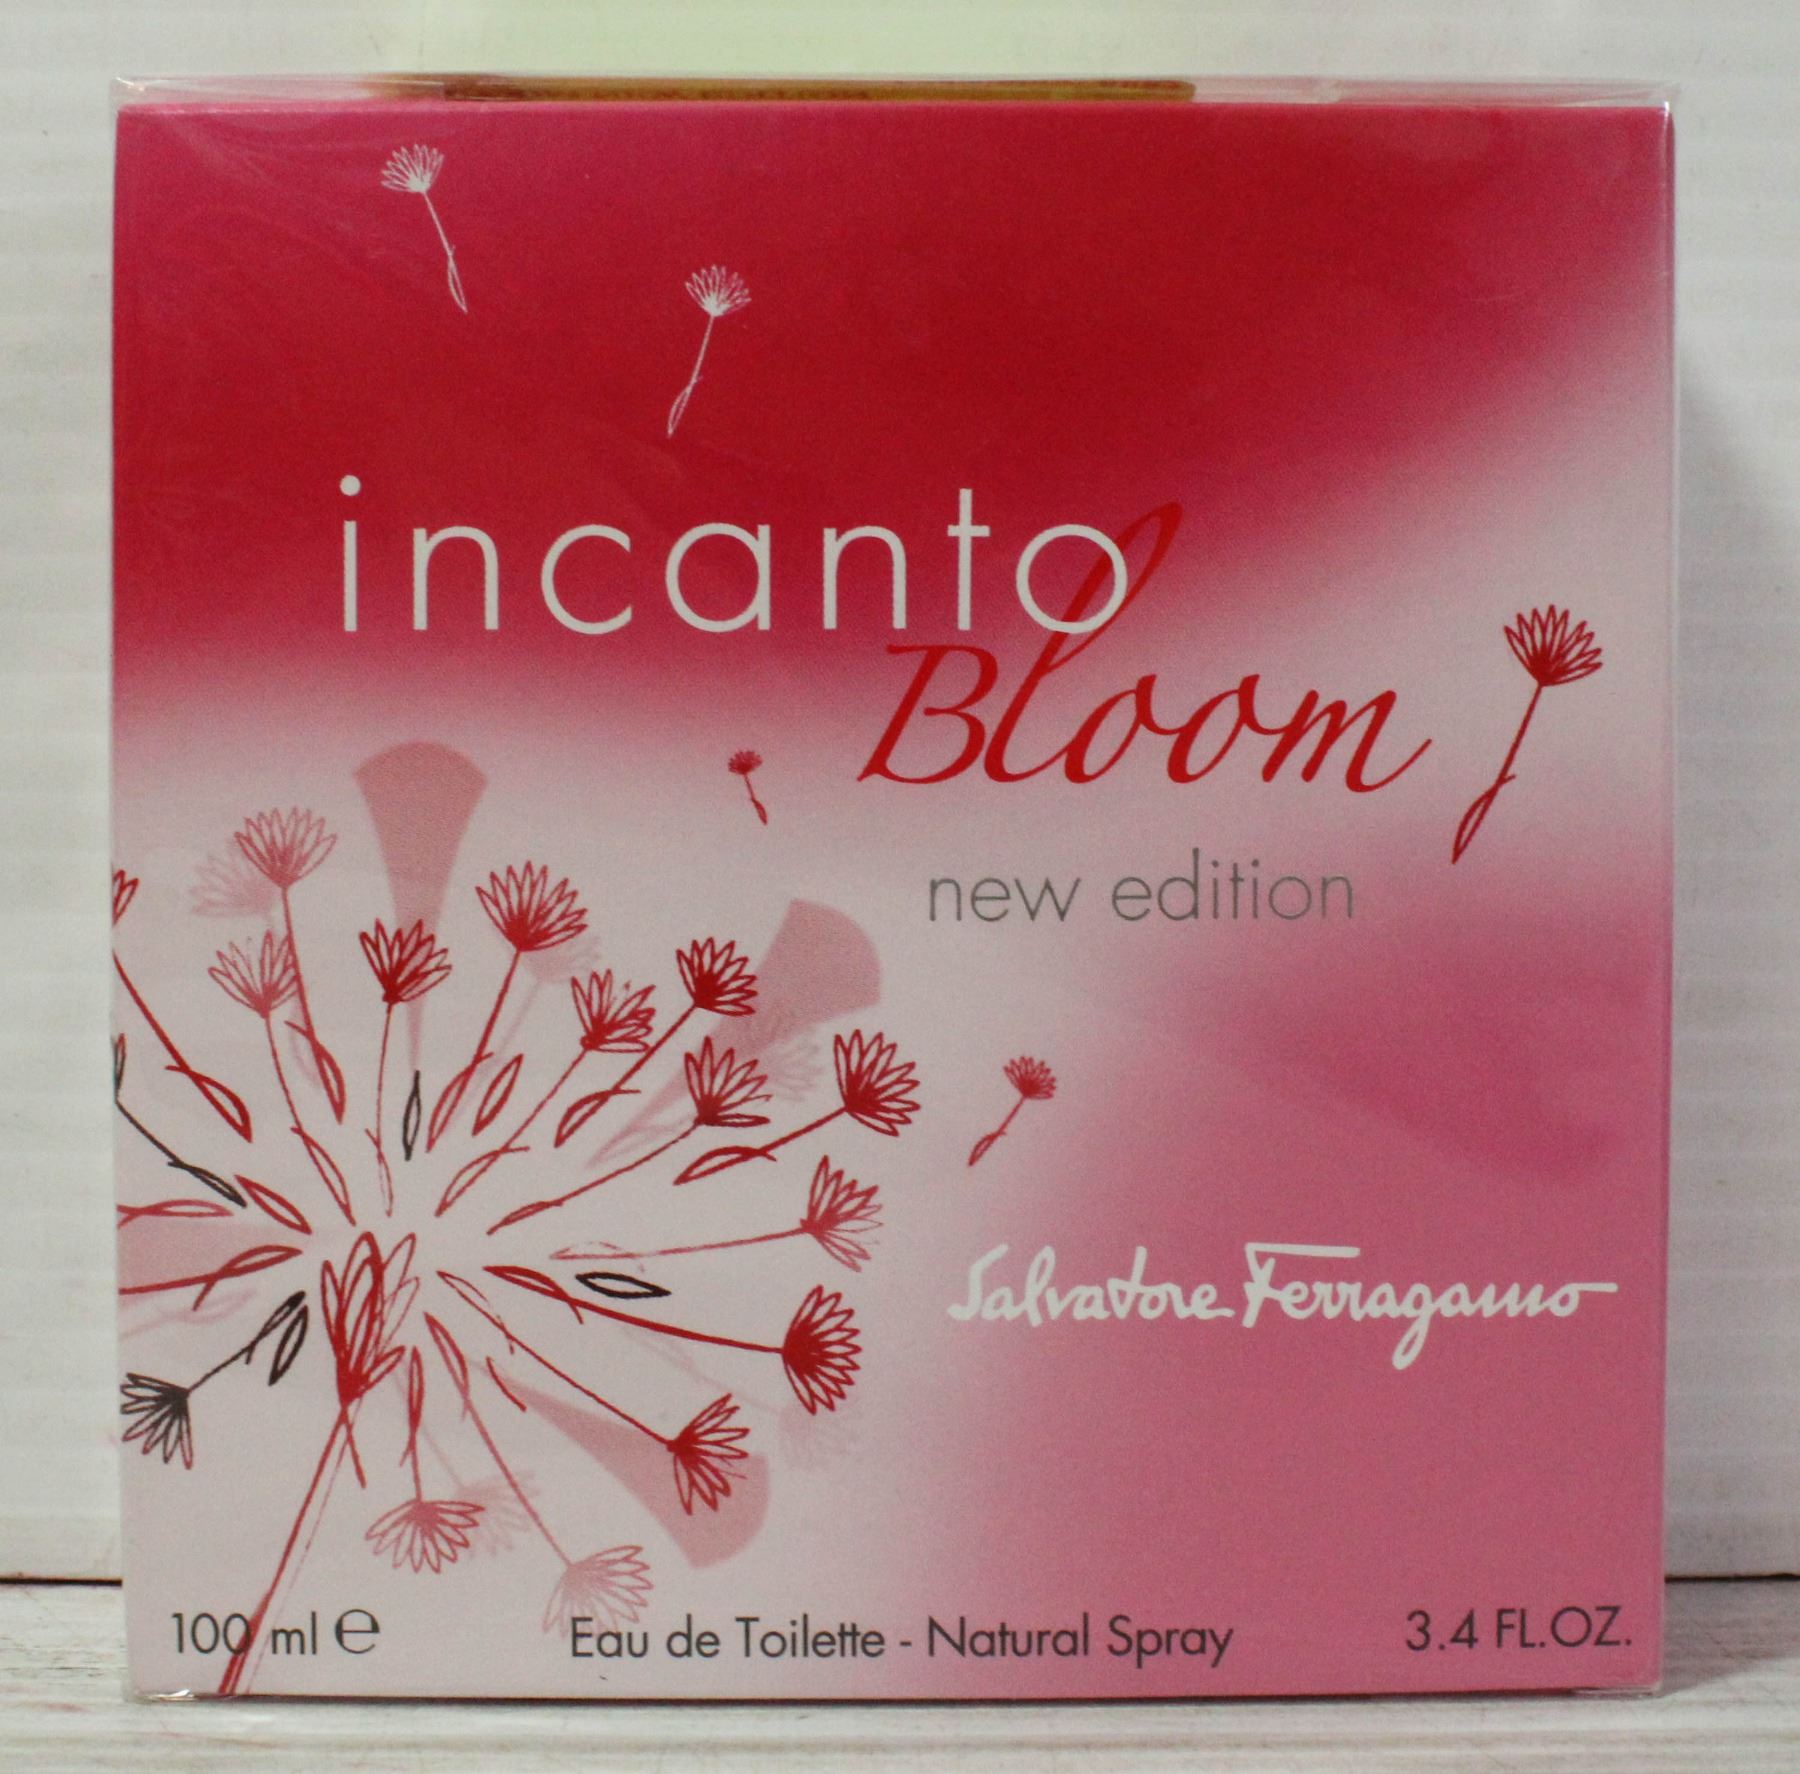 incanto
Bloom
new edition
Salvatore Ferragamo
100 ml ℮ Eau de Toilette - Natural Spray 3.4 FL.OZ.